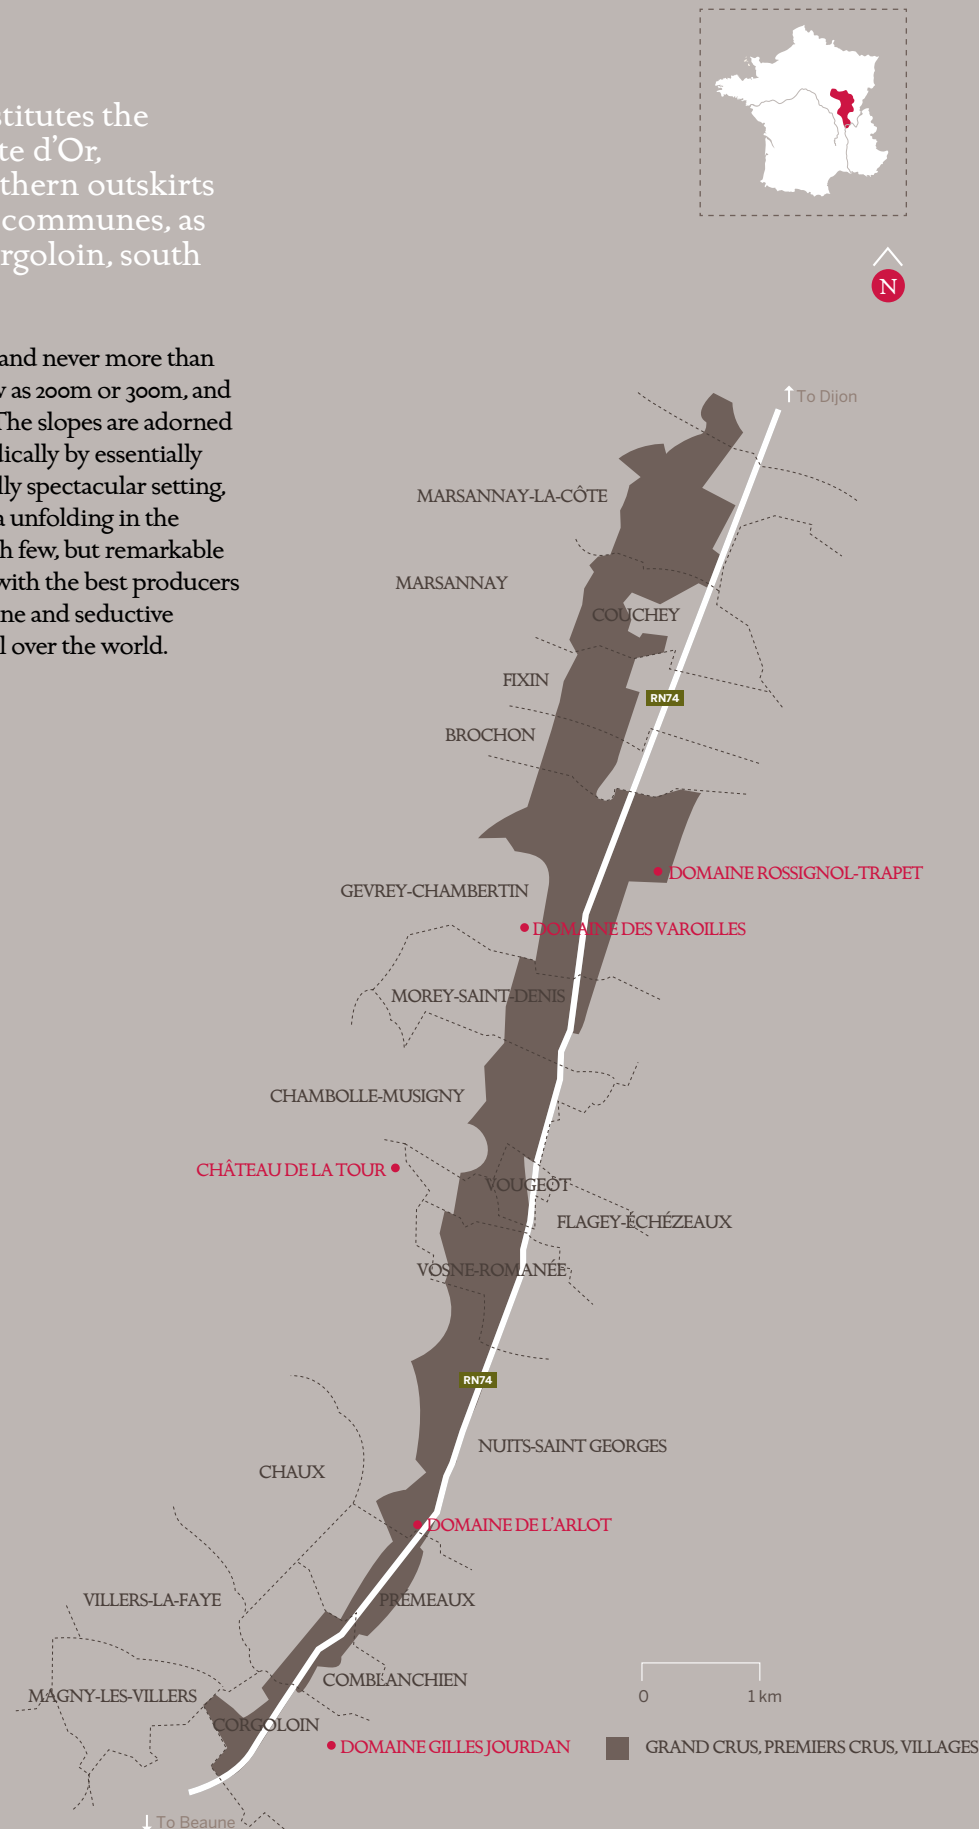 stitutes the
te d’Or,
thern outskirts
communes, as
rgoloin, south
N
and never more than
w as 200m or 300m, and
The slopes are adorned
dically by essentially
lly spectacular setting,
a unfolding in the
h few, but remarkable
with the best producers
ne and seductive
l over the world.
To Dijon
MARSANNAY-LA-CÔTE
MARSANNAY
COUCHEY
FIXIN
RN74
BROCHON
DOMAINE ROSSIGNOL-TRAPET
GEVREY-CHAMBERTIN
DOMAINE DES VAROILLES
MOREY-SAINT-DENIS
CHAMBOLLE-MUSIGNY
CHÂTEAU DE LA TOUR
VOUGEOT
FLAGEY-ÉCHÉZEAUX
VOSNE-ROMANÉE
RN74
NUITS-SAINT GEORGES
CHAUX
DOMAINE DE L’ARLOT
VILLERS-LA-FAYE
PREMEAUX
COMBLANCHIEN
MAGNY-LES-VILLERS
0 1 km
CORGOLOIN
DOMAINE GILLES JOURDAN
GRAND CRUS, PREMIERS CRUS, VILLAGES
To Beaune